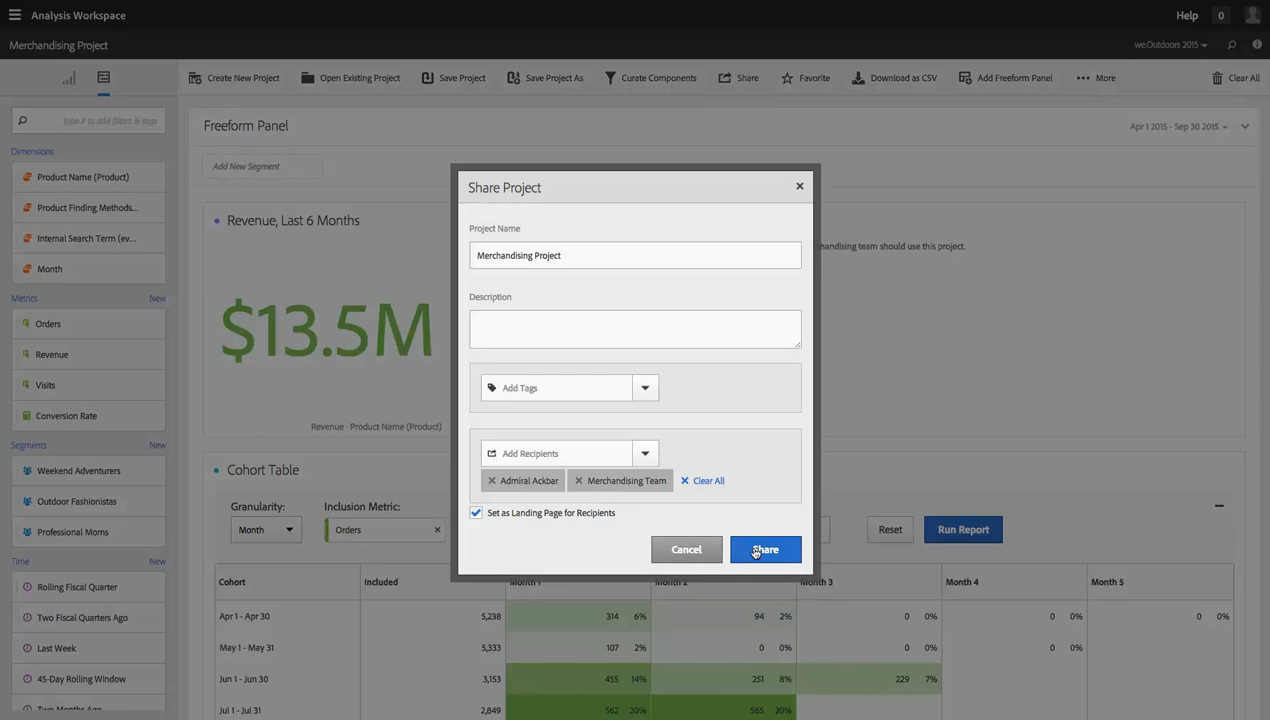 Analysis Workspace
Help 0
Merchandising Project
we.Outdoors 2015
Create New Project Open Existing Project Save Project Save Project As Curate Components Share Favorite Download as CSV Add Freeform Panel More Clear All
Type # to add filters & tags
Dimensions
Product Name (Product)
Product Finding Methods...
Internal Search Term (ev...
Month
Metrics New
Orders
Revenue
Visits
Conversion Rate
Segments New
Weekend Adventurers
Outdoor Fashionistas
Professional Moms
Time New
Rolling Fiscal Quarter
Two Fiscal Quarters Ago
Last Week
45-Day Rolling Window
Two Months Ago
Freeform Panel
Apr 1 2015 - Sep 30 2015
Add New Segment
Revenue, Last 6 Months
$13.5M
Revenue - Product Name (Product)
team should use this project.
Share Project
Project Name
Merchandising Project
Description
Add Tags
Add Recipients
Admiral Ackbar Merchandising Team Clear All
Set as Landing Page for Recipients
Cancel Share
Cohort Table
Granularity: Inclusion Metric:
Month Orders Reset Run Report
Cohort Included Month 1 Month 2 Month 3 Month 4 Month 5
Apr 1 - Apr 30 5,238 314 6% 94 2% 0 0% 0 0% 0 0%
May 1 - May 31 5,333 107 2% 0 0% 0 0% 0 0%
Jun 1 - Jun 30 3,153 455 14% 251 8% 229 7%
Jul 1 - Jul 31 2,849 562 20% 565 20%